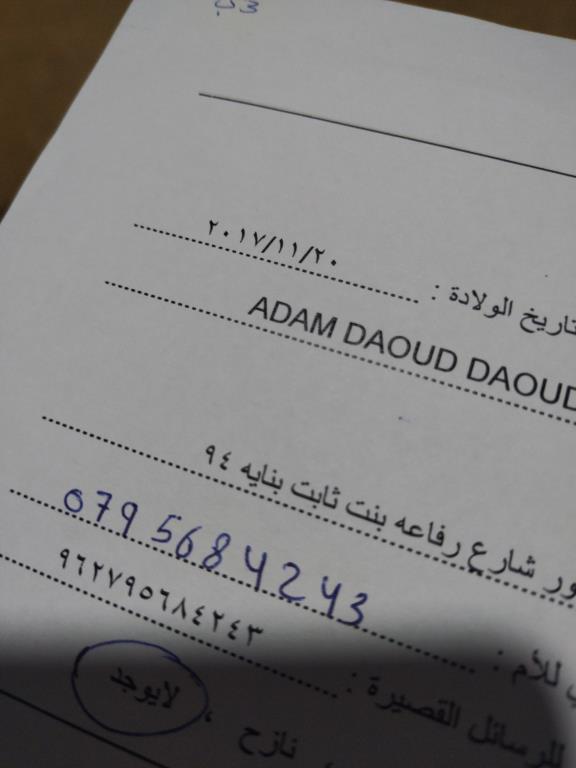 ٢٠١٧/١١/٢٠ تاريخ الولادة :
ADAM DAOUD DAOUD
شارع رفاعه بنت ثابت بنايه ٩٤
للأم : 0795684243
للرسائل القصيرة : ٩٦٢٧٩٥٦٨٤٢٤٣
نازح ، لايوجد